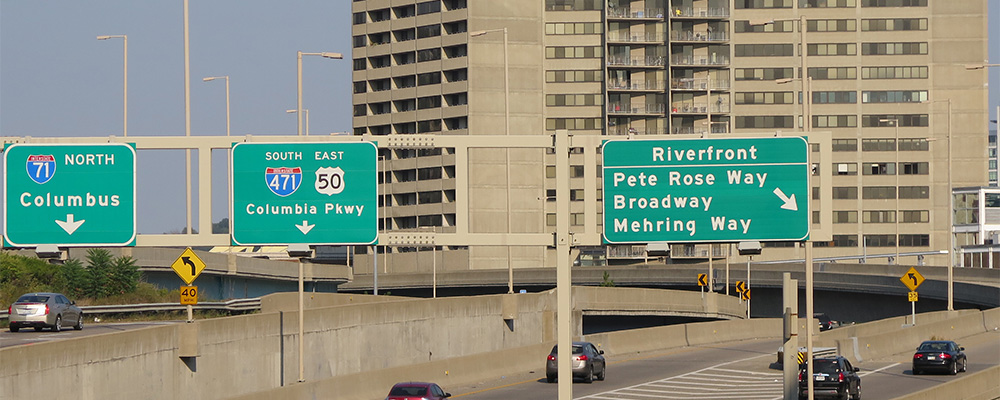 INTERSTATE
71 NORTH
Columbus
SOUTH EAST
INTERSTATE
471 50
Columbia Pkwy
Riverfront
Pete Rose Way
Broadway
Mehring Way
40